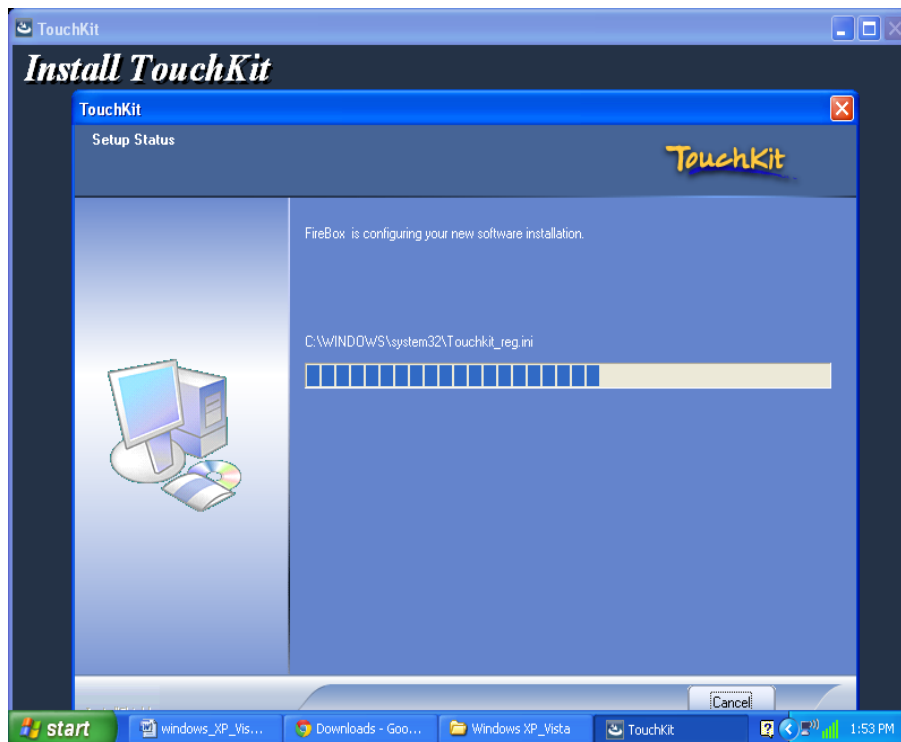 TouchKit
Install TouchKit
TouchKit
Setup Status
TouchKit
FireBox is configuring your new software installation.
C:\WINDOWS\system32\Touchkit_reg.ini
Cancel
start
windows_XP_Vis...
Downloads - Goo...
Windows XP_Vista
TouchKit
1:53 PM